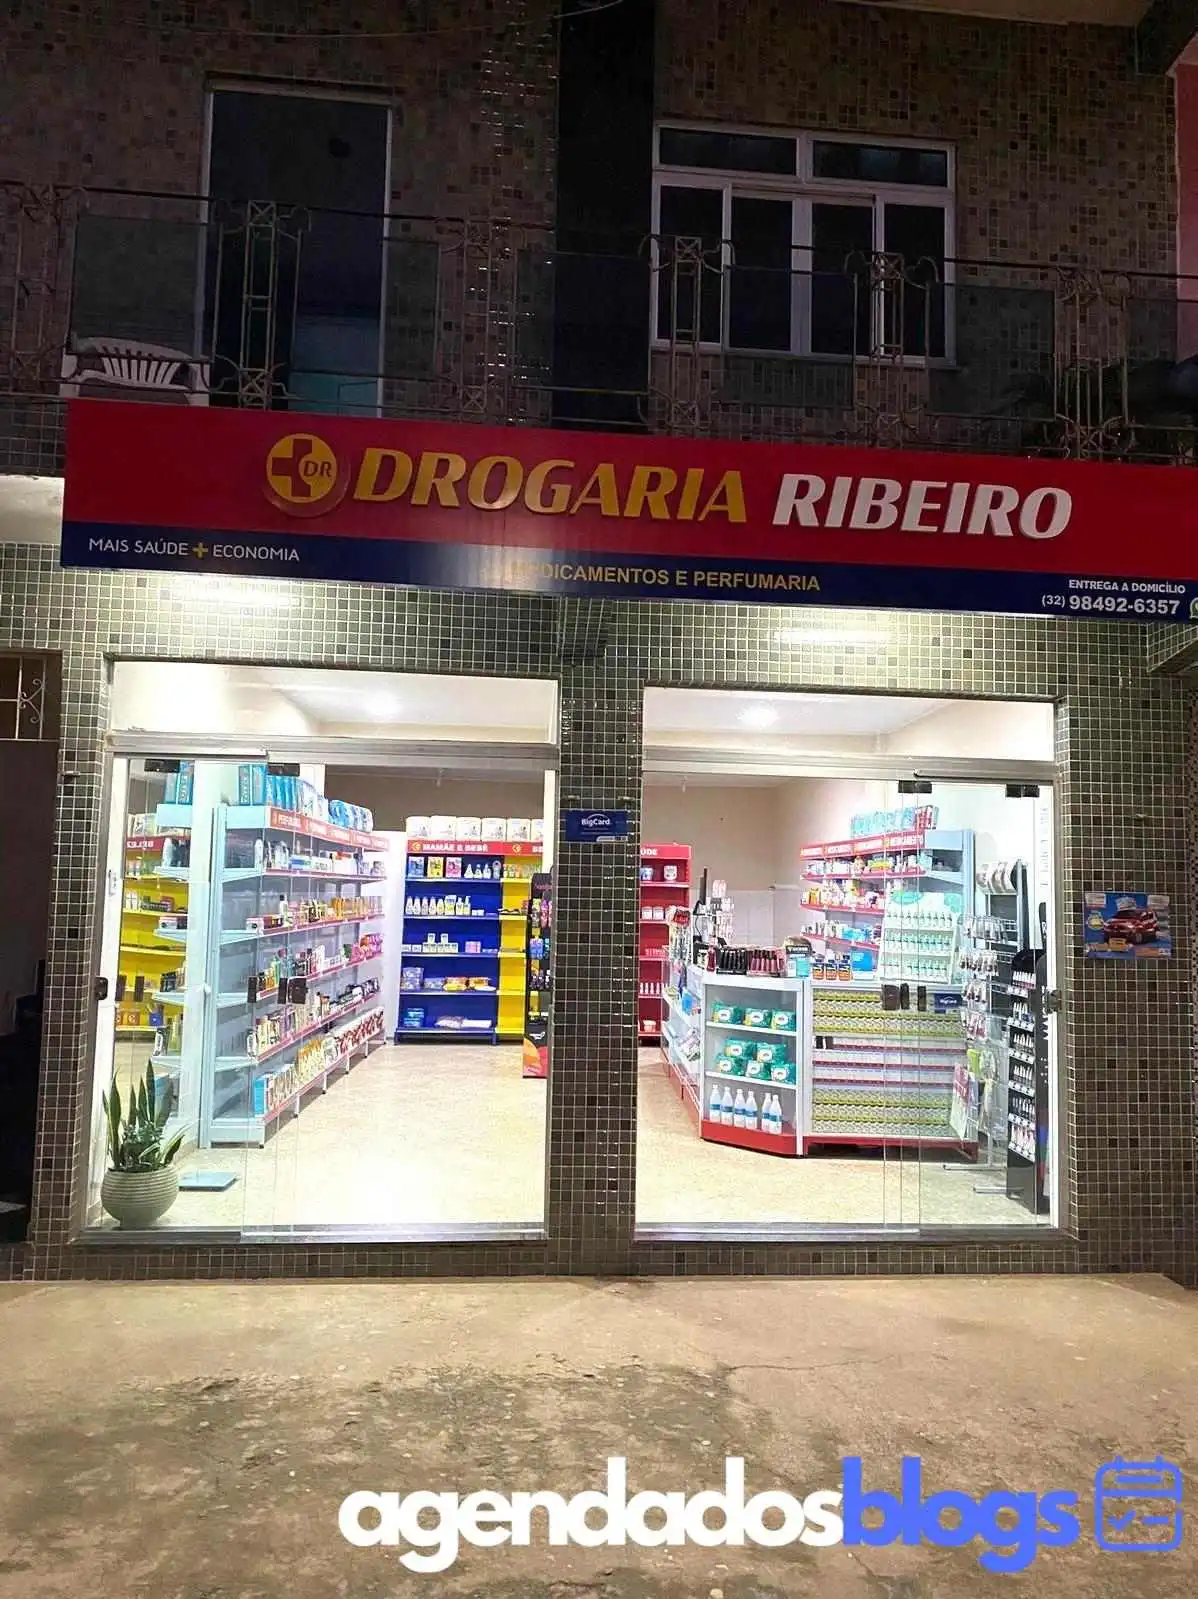 DR DROGARIA RIBEIRO
MAIS SAÚDE + ECONOMIA
MEDICAMENTOS E PERFUMARIA
ENTREGA A DOMICÍLIO
(32) 98492-6357
BigCard
MAMÃE E BEBÊ
agendadosblogs